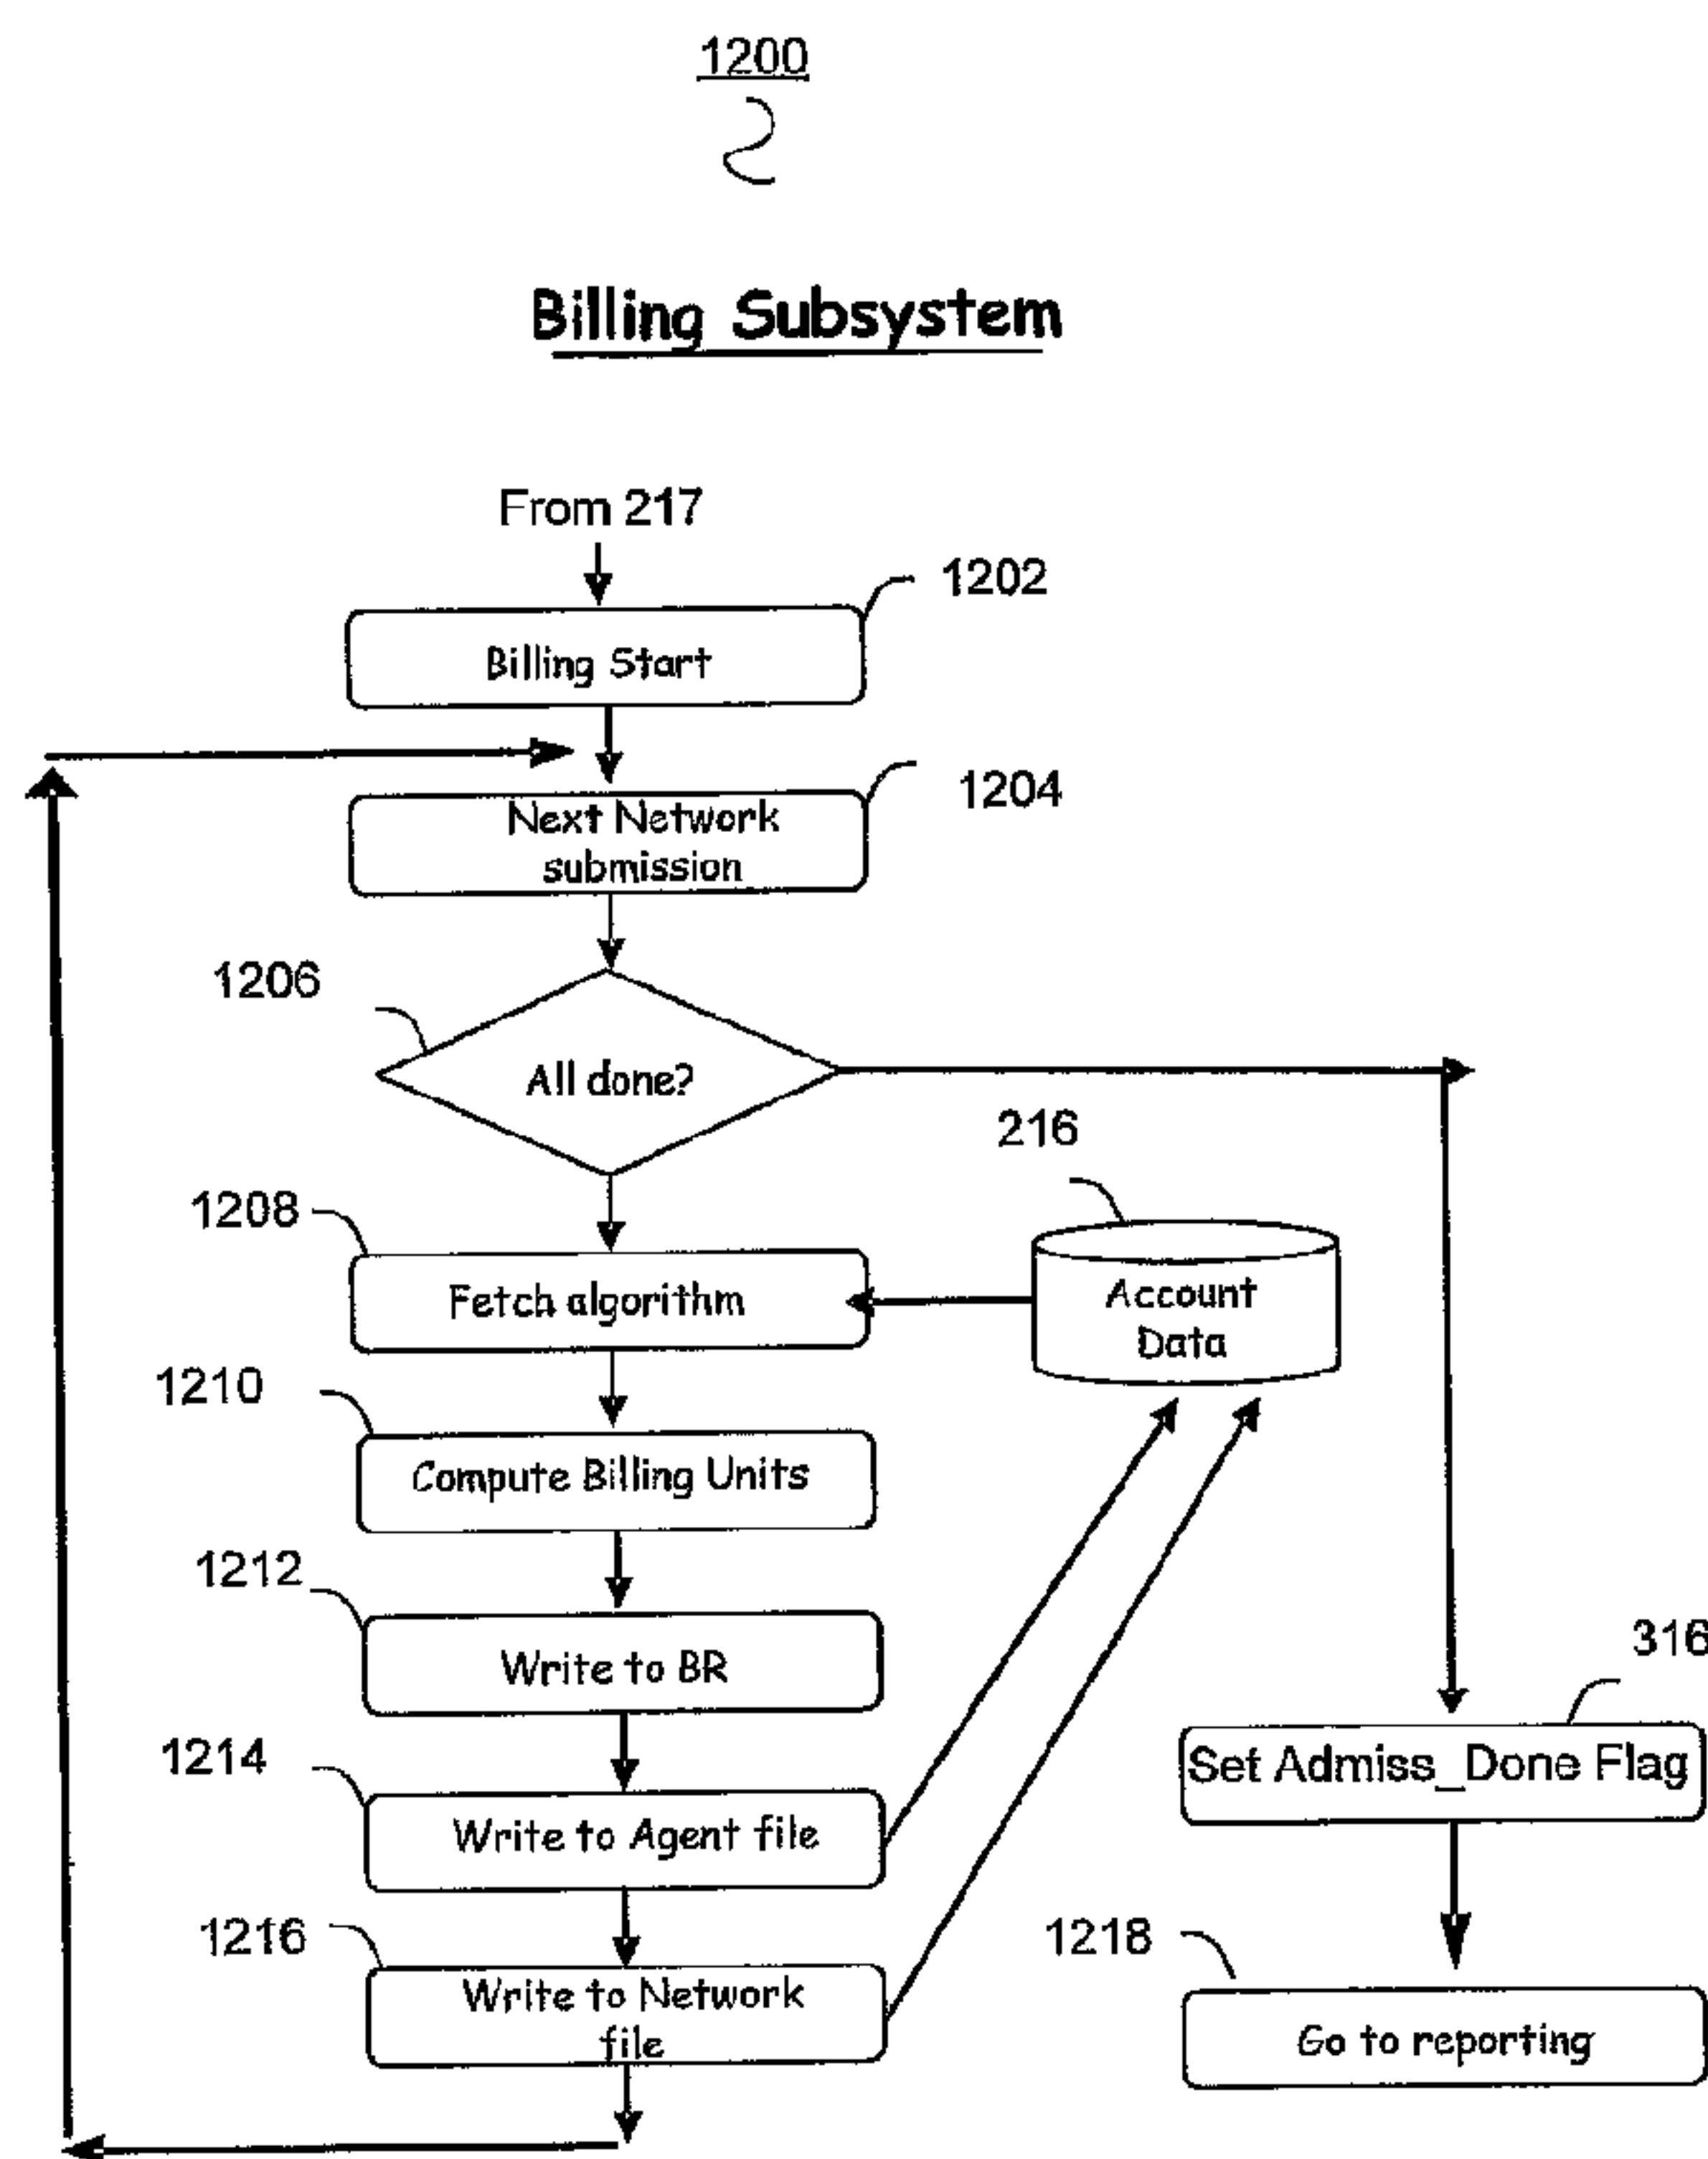 1200
Billing Subsystem
From 217
1202
Billing Start
1204
Next Network
submission
1206
All done?
216
1208
Fetch algorithm
Account
Data
1210
Compute Billing Units
1212
Write to BR
316
1214
Set Admiss_Done Flag
Write to Agent file
1216
Write to Network
file
1218
Go to reporting